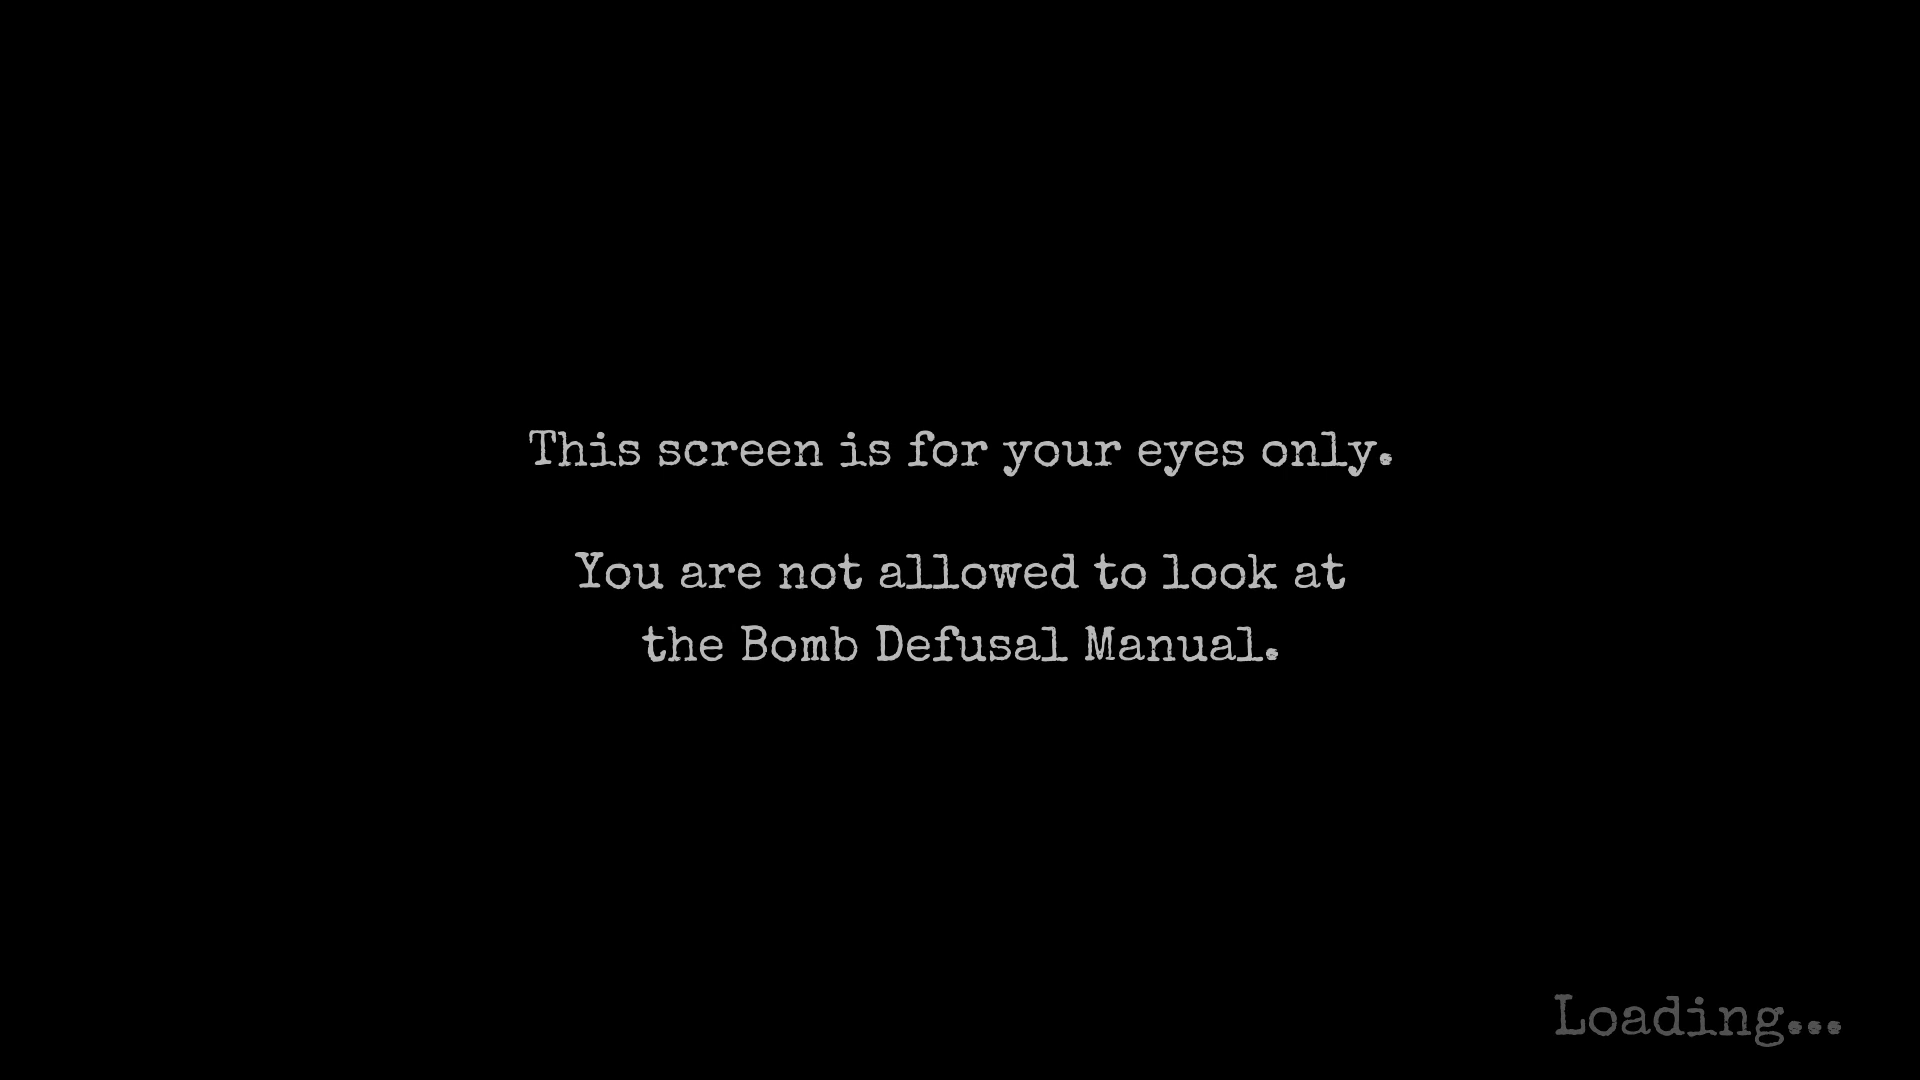 This screen is for your eyes only.
You are not allowed to look at
the Bomb Defusal Manual.
Loading...